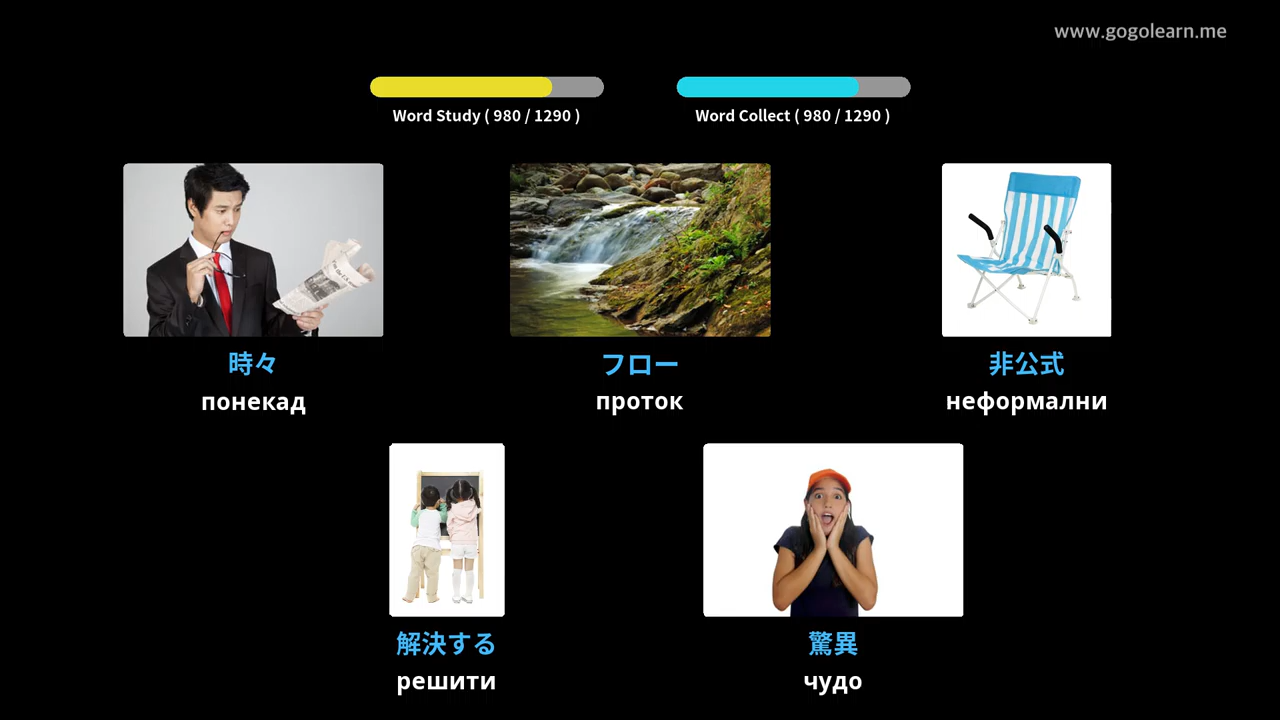 www.gogolearn.me
Word Study ( 980 / 1290 )
Word Collect ( 980 / 1290 )
時々
понекад
フロー
проток
非公式
неформални
解決する
решити
驚異
чудо